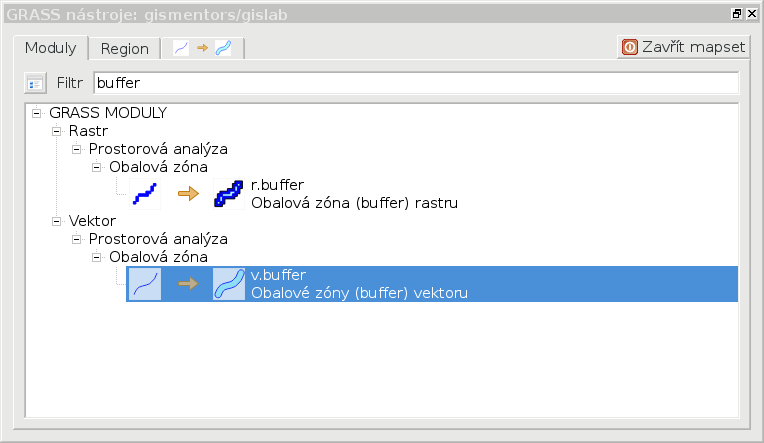 GRASS nástroje: gismentors/gislab
Moduly
Region
Zavřít mapset
Filtr
buffer
GRASS MODULY
Rastr
Prostorová analýza
Obalová zóna
r.buffer
Obalová zóna (buffer) rastru
Vektor
Prostorová analýza
Obalová zóna
v.buffer
Obalové zóny (buffer) vektoru